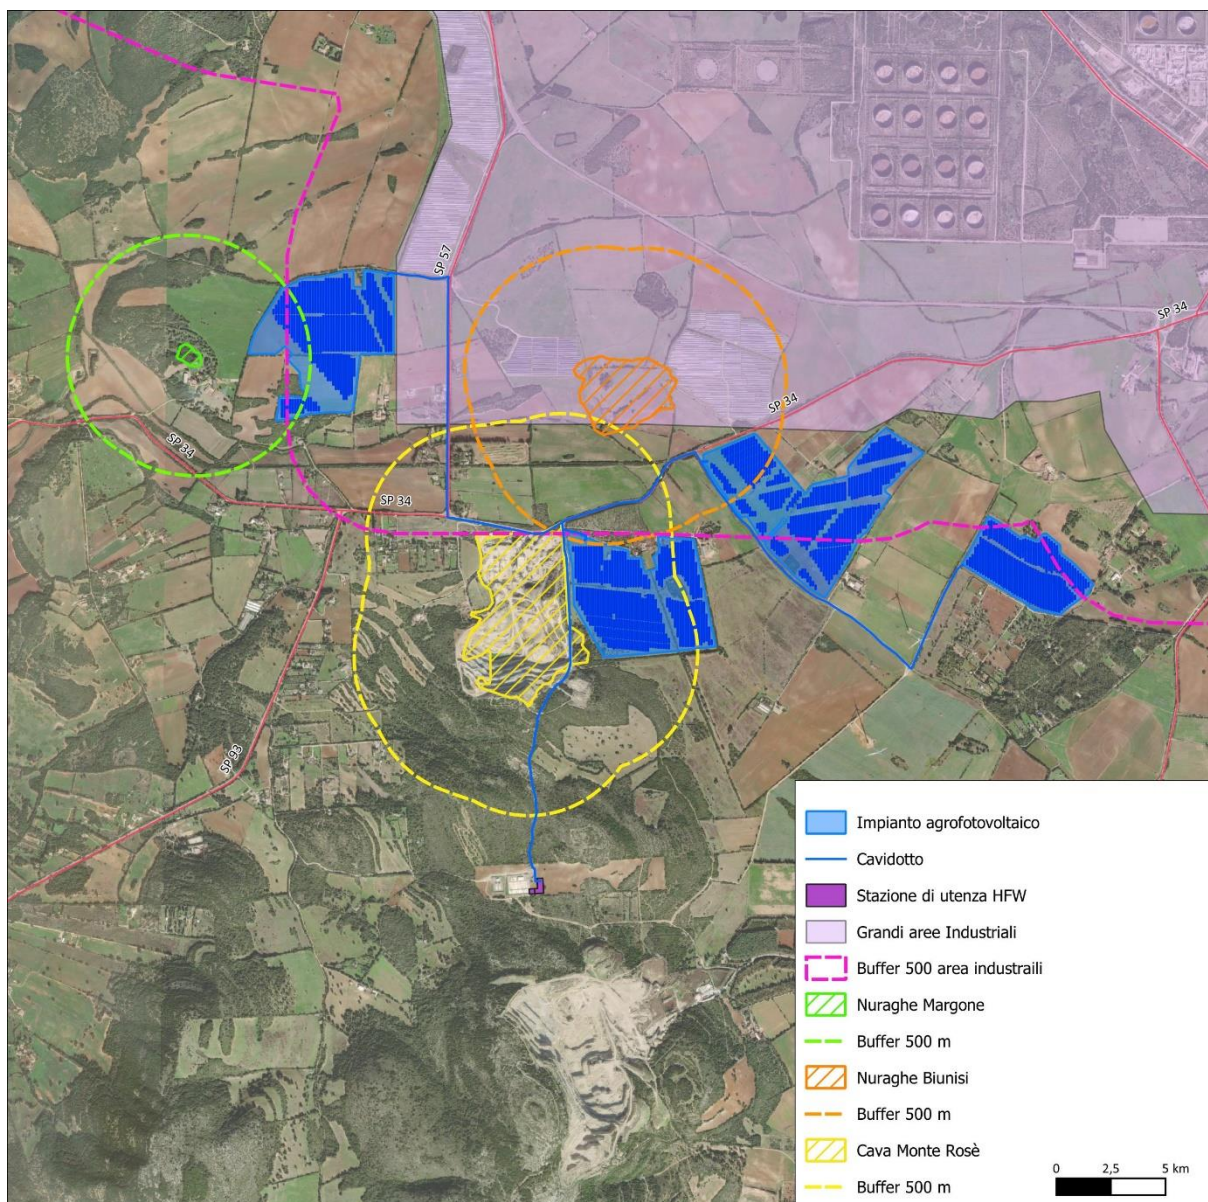 SP 57
SP 34
SP 34
SP 34
SP 34
SP 93
Impianto agrofotovoltaico
Cavidotto
Stazione di utenza HFW
Grandi aree Industriali
Buffer 500 area industraili
Nuraghe Margone
Buffer 500 m
Nuraghe Biunisi
Buffer 500 m
Cava Monte Rosè
Buffer 500 m
0 2,5 5 km